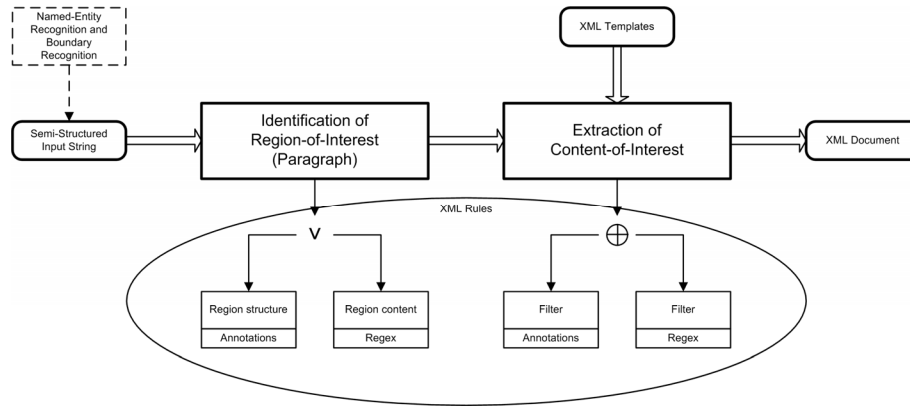 Named-Entity
Recognition and
Boundary
Recognition
XML Templates
Semi-Structured
Input String
Identification of
Region-of-Interest
(Paragraph)
Extraction of
Content-of-Interest
XML Document
XML Rules
V
Region structure
Annotations
Region content
Regex
Filter
Annotations
Filter
Regex